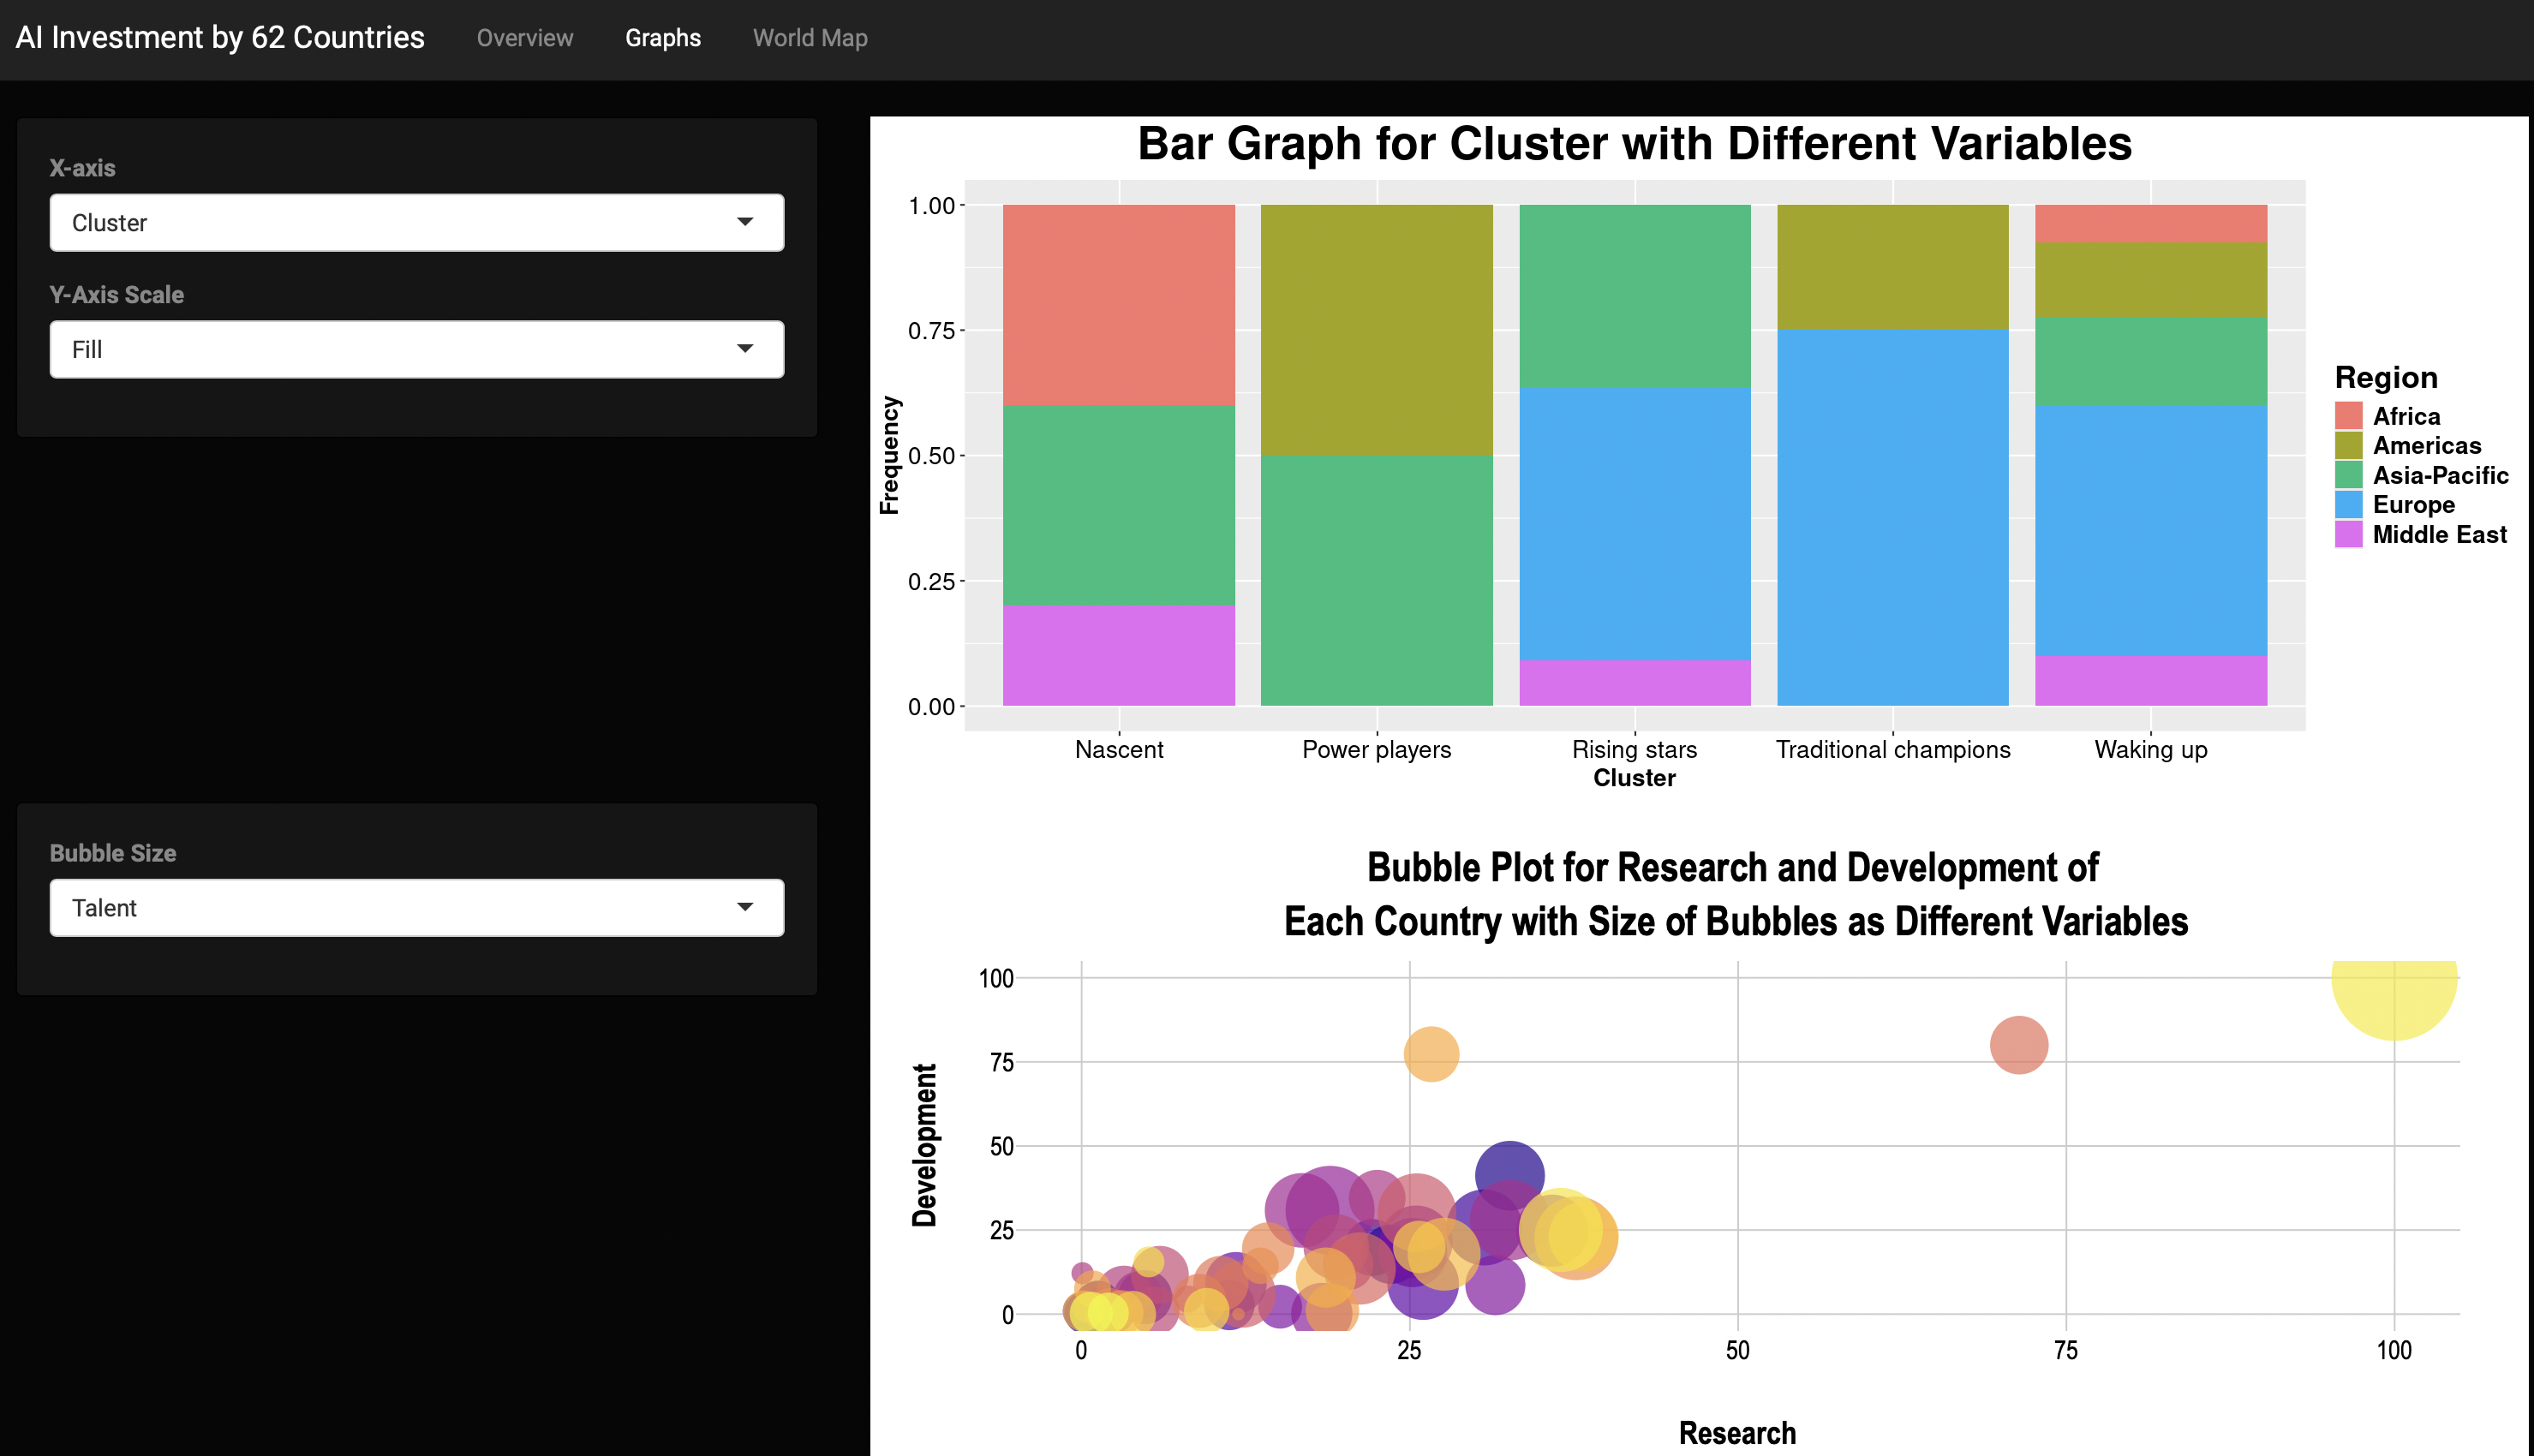 AI Investment by 62 Countries Overview Graphs World Map
X-axis
Cluster
Y-Axis Scale
Fill
Bar Graph for Cluster with Different Variables
1.00
0.75
0.50
0.25
0.00
Frequency
Nascent Power players Rising stars Traditional champions Waking up
Cluster
Region
Africa
Americas
Asia-Pacific
Europe
Middle East
Bubble Size
Talent
Bubble Plot for Research and Development of
Each Country with Size of Bubbles as Different Variables
100
75
50
25
0
Development
0 25 50 75 100
Research